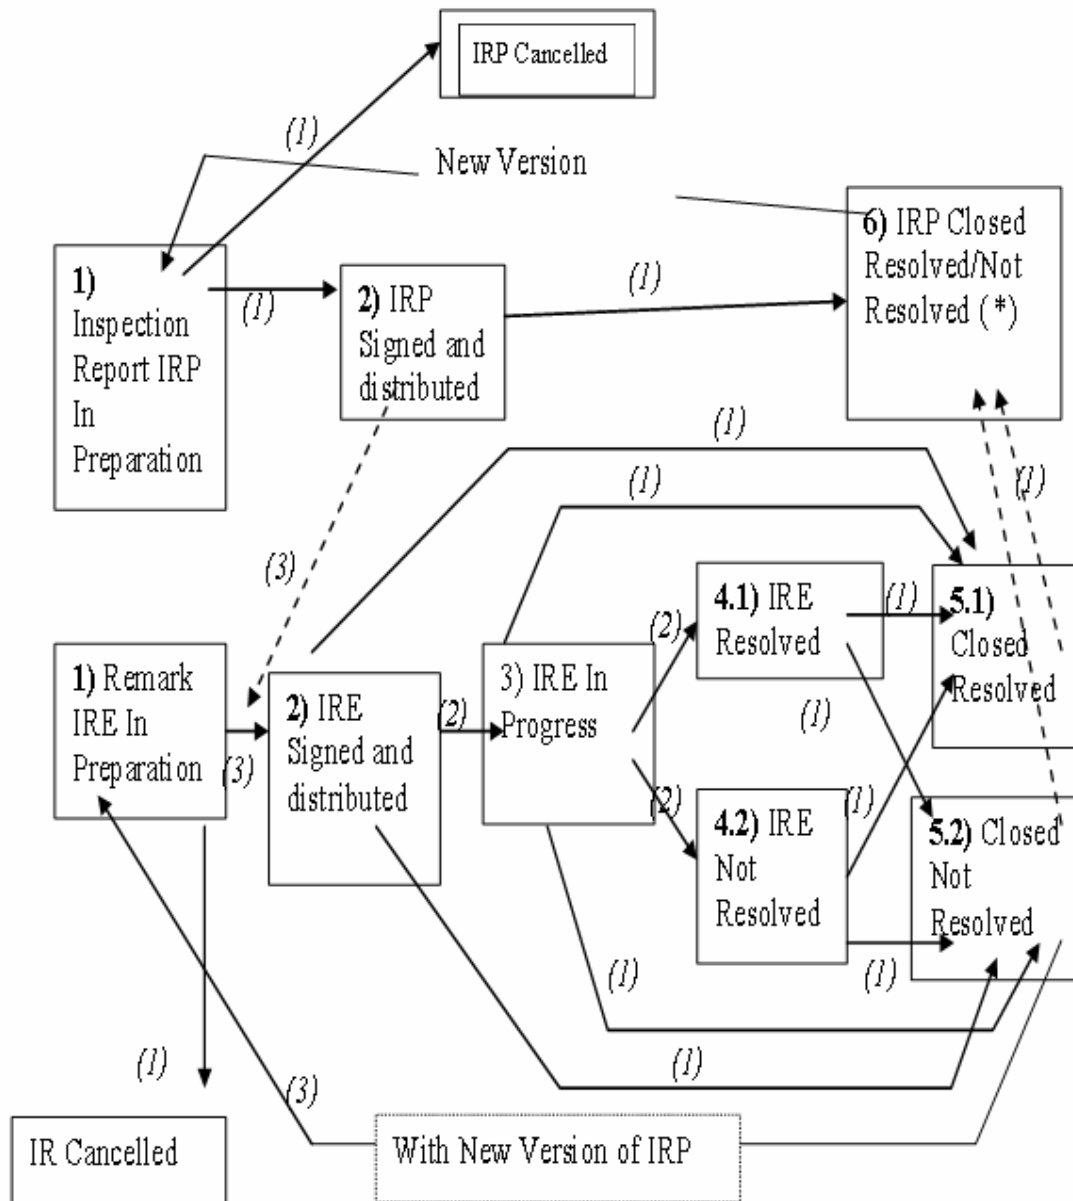 IRP Cancelled
(1)
New Version
6) IRP Closed
Resolved/Not
Resolved (*)
1)
Inspection
Report IRP
In
Preparation
(1)
2) IRP
Signed and
distributed
(1)
(1)
(1)
(1)
(3)
1) Remark
IRE In
Preparation
(3)
2) IRE
Signed and
distributed
(2)
3) IRE In
Progress
(2)
(2)
4.1) IRE
Resolved
(1)
(1)
4.2) IRE
Not
Resolved
(1)
(1)
5.1)
Closed
Resolved
5.2) Closed
Not
Resolved
(1)
(1)
(1)
(3)
IR Cancelled
With New Version of IRP